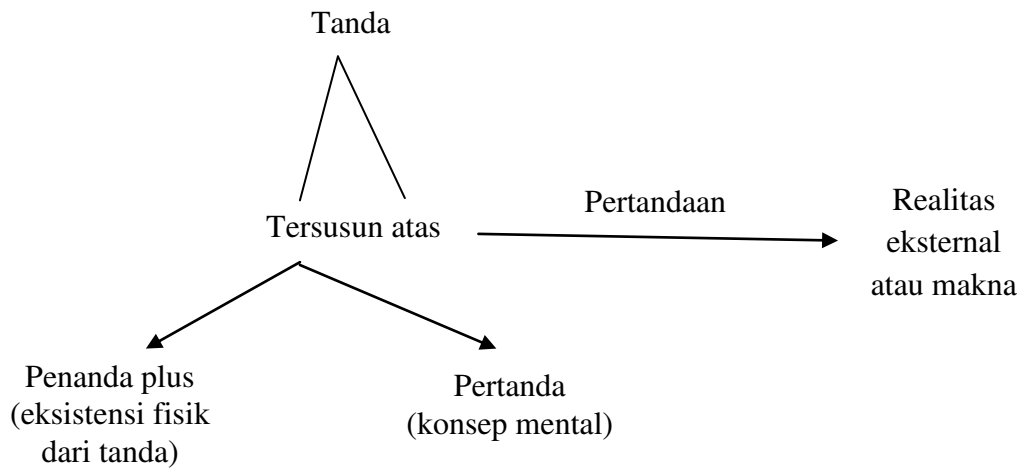 Tanda
Tersusun atas
Pertandaan
Realitas
eksternal
atau makna
Penanda plus
(eksistensi fisik
dari tanda)
Pertanda
(konsep mental)